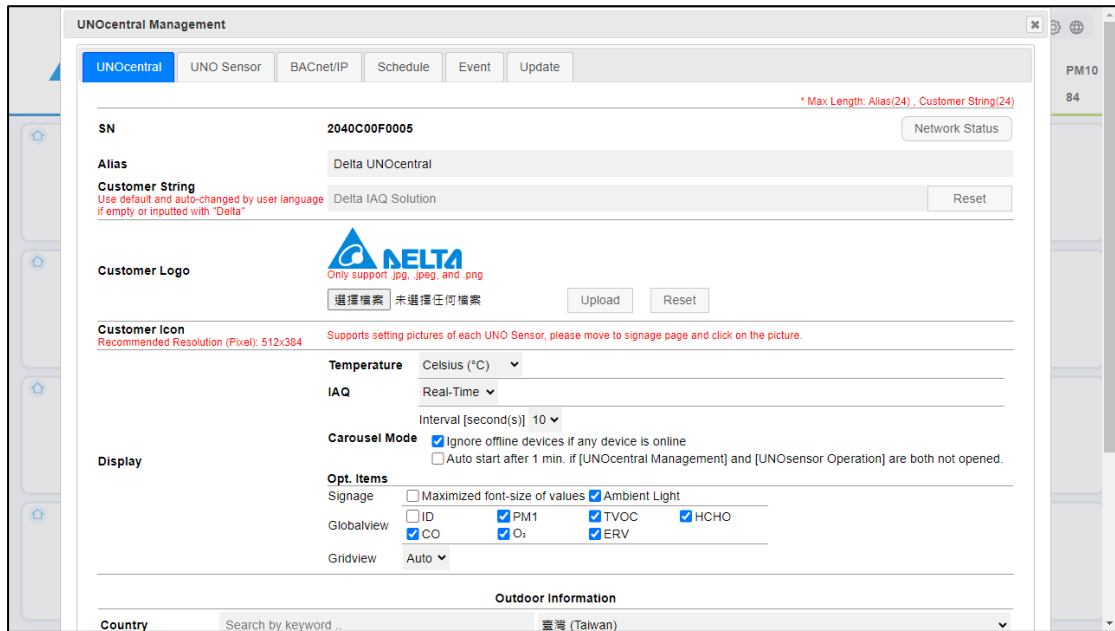 UNOcentral Management
UNOcentral UNO Sensor BACnet/IP Schedule Event Update
PM10
84
* Max Length: Alias(24) , Customer String(24)
SN 2040C00F0005 Network Status
Alias Delta UNOcentral
Customer String
Use default and auto-changed by user language
if empty or inputted with "Delta"
Delta IAQ Solution Reset
DELTA
Customer Logo
Only support .jpg, .jpeg, and .png
選擇檔案 未選擇任何檔案 Upload Reset
Customer Icon
Recommended Resolution (Pixel): 512x384
Supports setting pictures of each UNO Sensor, please move to signage page and click on the picture.
Display
Temperature Celsius (°C)
IAQ Real-Time
Carousel Mode
Interval [second(s)] 10
Ignore offline devices if any device is online
Auto start after 1 min. if [UNOcentral Management] and [UNOsensor Operation] are both not opened.
Opt. Items
Signage Maximized font-size of values Ambient Light
Globalview
ID PM1 TVOC HCHO
CO O₃ ERV
Gridview Auto
Outdoor Information
Country Search by keyword .. 臺灣 (Taiwan)